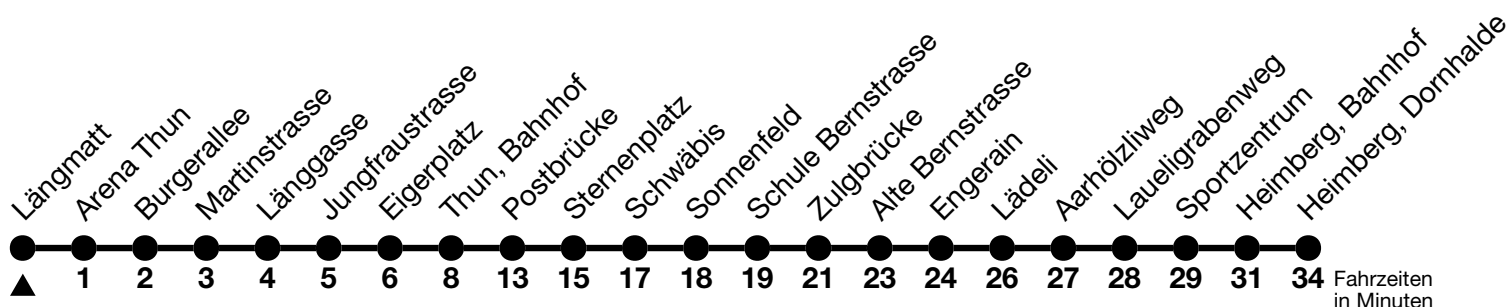 Längmatt
Arena Thun
Burgerallee
Martinstrasse
Länggasse
Jungfraustrasse
Eigerplatz
Thun, Bahnhof
Postbrücke
Sternenplatz
Schwäbis
Sonnenfeld
Schule Bernstrasse
Zulgbrücke
Alte Bernstrasse
Engerain
Lädeli
Aarhölzliweg
Laueligrabenweg
Sportzentrum
Heimberg, Bahnhof
Heimberg, Dornhalde
1 2 3 4 5 6 8 13 15 17 18 19 21 23 24 26 27 28 29 31 34 Fahrzeiten
in Minuten